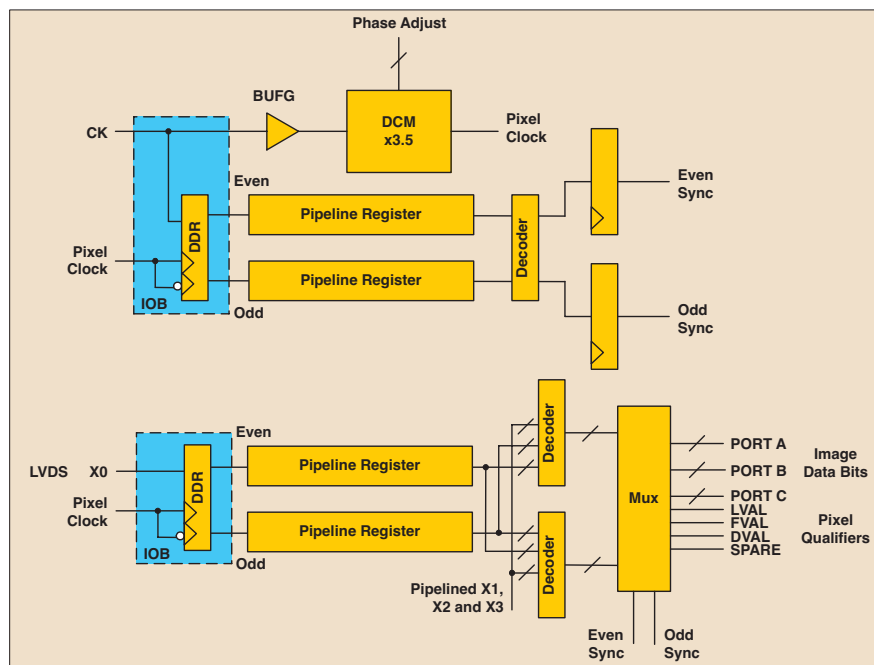 Phase Adjust
BUFG
CK
DCM
x3.5
Pixel
Clock
Even
Pipeline Register
DDR
Decoder
Even
Sync
Pixel
Clock
Pipeline Register
IOB
Odd
Odd
Sync
Even
Decoder
LVDS X0
DDR
Pipeline Register
Mux
PORT A
PORT B
PORT C
LVAL
FVAL
DVAL
SPARE
Image
Data Bits
Pixel
Qualifiers
Pixel
Clock
Pipeline Register
IOB
Odd
Decoder
Pipelined X1,
X2 and X3
Even
Sync
Odd
Sync